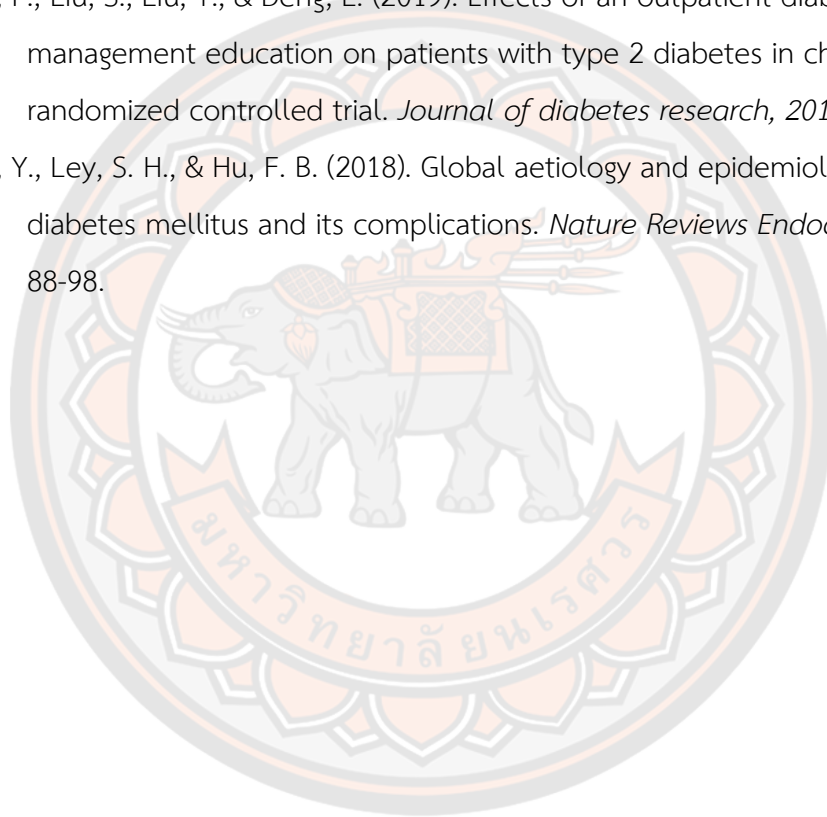 F., Liu, S., Liu, Y., & Deng, L. (2019). Effects of an outpatient diab
management education on patients with type 2 diabetes in ch
randomized controlled trial. Journal of diabetes research, 201
Y., Ley, S. H., & Hu, F. B. (2018). Global aetiology and epidemiol
diabetes mellitus and its complications. Nature Reviews Endoc
88-98.
มหาวิทยาลัยนเรศวร